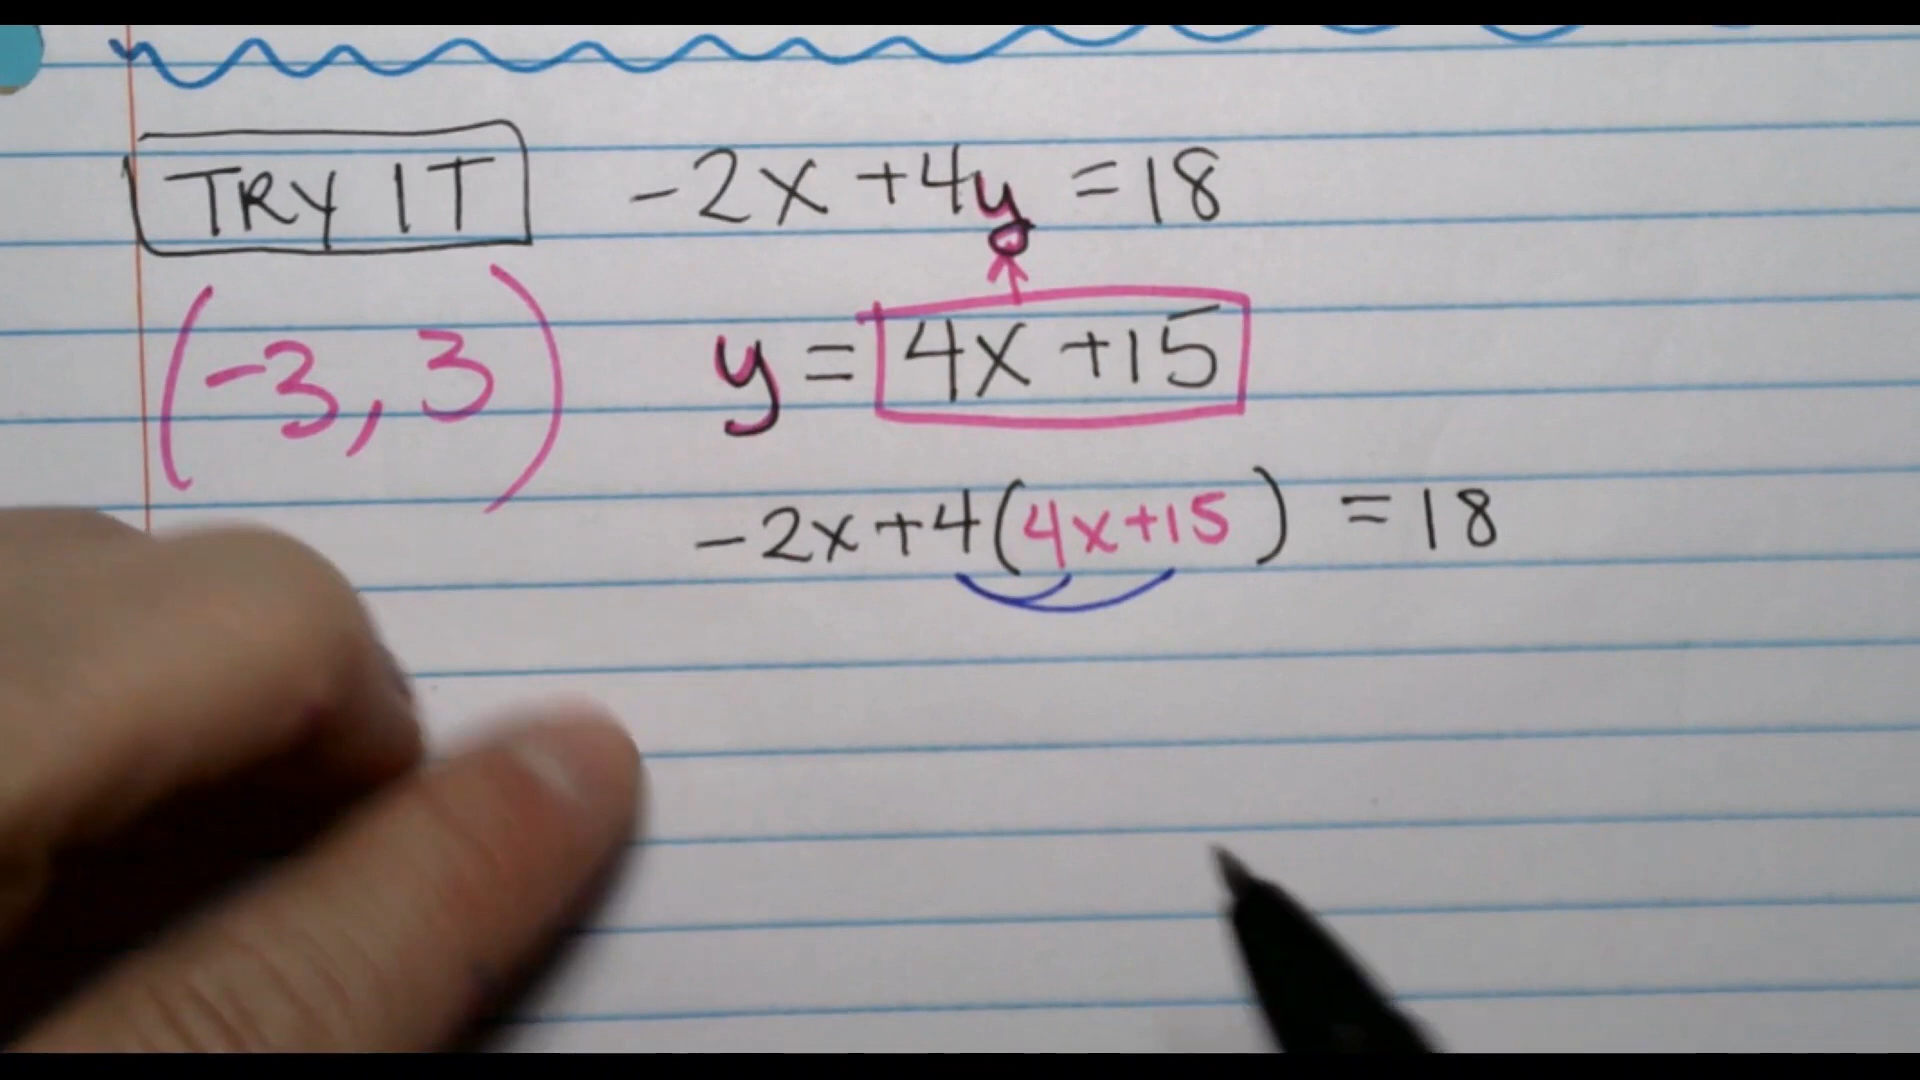 TRY IT -2x +4y =18
(-3, 3) y = 4x +15
-2x+4(4x+15) =18